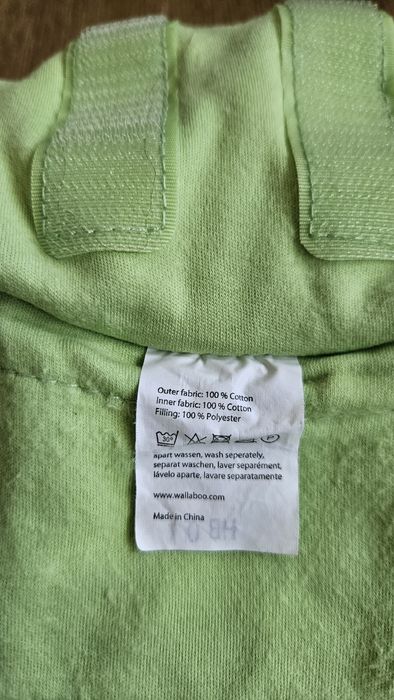 Outer fabric: 100 % Cotton
Inner fabric: 100 % Cotton
Filling: 100 % Polyester
30°
P
apart wassen, wash seperately,
separat waschen, laver separément,
lávelo aparte, lavare separatamente
www.wallaboo.com
Made in China